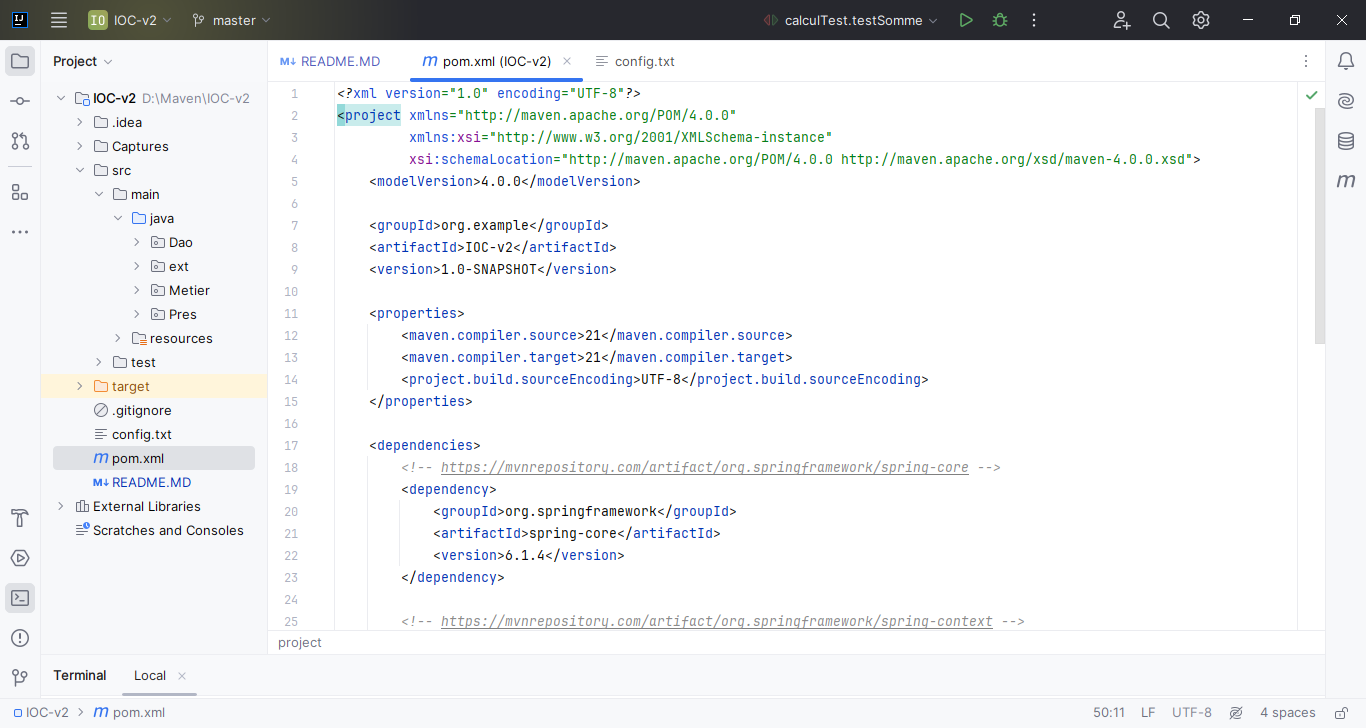 IO IOC-v2 master calculTest.testSomme
Project
IOC-v2 D:\Maven\IOC-v2
.idea
Captures
src
main
java
Dao
ext
Metier
Pres
resources
test
target
.gitignore
config.txt
pom.xml
README.MD
External Libraries
Scratches and Consoles
README.MD pom.xml (IOC-v2) config.txt
1 <?xml version="1.0" encoding="UTF-8"?>
2 <project xmlns="http://maven.apache.org/POM/4.0.0"
3 xmlns:xsi="http://www.w3.org/2001/XMLSchema-instance"
4 xsi:schemaLocation="http://maven.apache.org/POM/4.0.0 http://maven.apache.org/xsd/maven-4.0.0.xsd">
5 <modelVersion>4.0.0</modelVersion>
6
7 <groupId>org.example</groupId>
8 <artifactId>IOC-v2</artifactId>
9 <version>1.0-SNAPSHOT</version>
10
11 <properties>
12 <maven.compiler.source>21</maven.compiler.source>
13 <maven.compiler.target>21</maven.compiler.target>
14 <project.build.sourceEncoding>UTF-8</project.build.sourceEncoding>
15 </properties>
16
17 <dependencies>
18 <!-- https://mvnrepository.com/artifact/org.springframework/spring-core -->
19 <dependency>
20 <groupId>org.springframework</groupId>
21 <artifactId>spring-core</artifactId>
22 <version>6.1.4</version>
23 </dependency>
24
25 <!-- https://mvnrepository.com/artifact/org.springframework/spring-context -->
project
Terminal Local
IOC-v2 pom.xml 50:11 LF UTF-8 4 spaces